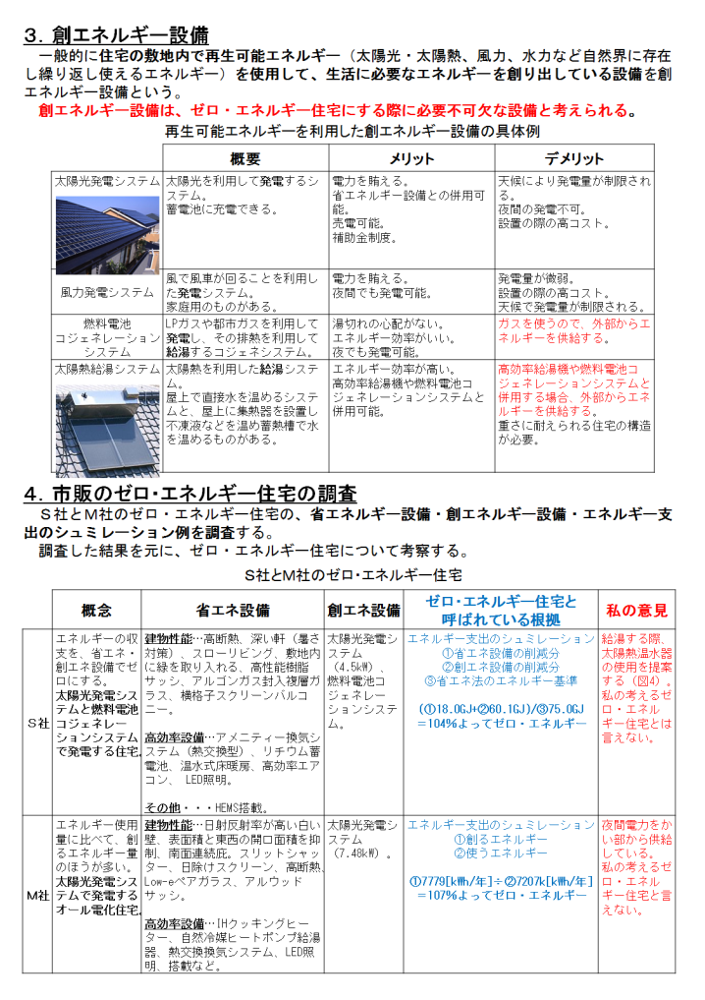 ３．創エネルギー設備
一般的に住宅の敷地内で再生可能エネルギー（太陽光・太陽熱、風力、水力など自然界に存在
し繰り返し使えるエネルギー）を使用して、生活に必要なエネルギーを創り出している設備を創
エネルギー設備という。
創エネルギー設備は、ゼロ・エネルギー住宅にする際に必要不可欠な設備と考えられる。
再生可能エネルギーを利用した創エネルギー設備の具体例
概要
メリット
デメリット
太陽光発電システム
太陽光を利用して発電するシ
ステム。
蓄電池に充電できる。
電力を賄える。
省エネルギー設備との併用可
能。
売電可能。
補助金制度。
天候により発電量が制限され
る。
夜間の発電不可。
設置の際の高コスト。
風力発電システム
風で風車が回ることを利用し
た発電システム。
家庭用のものがある。
電力を賄える。
夜間でも発電可能。
発電量が微弱。
設置の際の高コスト。
天候で発電量が制限される。
燃料電池
コジェネレーション
システム
LPガスや都市ガスを利用して
発電し、その排熱を利用して
給湯するコジェネシステム。
湯切れの心配がない。
エネルギー効率がいい。
夜でも発電可能。
ガスを使うので、外部からエ
ネルギーを供給する。
太陽熱給湯システム
太陽熱を利用した給湯システ
ム。
屋上で直接水を温めるシステ
ムと、屋上に集熱器を設置し
不凍液などを温め蓄熱槽で水
を温めるものがある。
エネルギー効率が高い。
高効率給湯機や燃料電池コ
ジェネレーションシステムと
併用可能。
高効率給湯機や燃料電池コ
ジェネレーションシステムと
併用する場合、外部からエネ
ルギーを供給する。
重さに耐えられる住宅の構造
が必要。
４．市販のゼロ・エネルギー住宅の調査
Ｓ社とＭ社のゼロ・エネルギー住宅の、省エネルギー設備・創エネルギー設備・エネルギー支
出のシュミレーション例を調査する。
調査した結果を元に、ゼロ・エネルギー住宅について考察する。
S社とM社のゼロ・エネルギー住宅
概念
省エネ設備
創エネ設備
ゼロ・エネルギー住宅と
呼ばれている根拠
私の意見
Ｓ社
エネルギーの収
支を、省エネ・
創エネ設備でゼ
ロにする。
太陽光発電シス
テムと燃料電池
コジェネレー
ションシステム
で発電する住宅。
建物性能…高断熱、深い軒（暑さ
対策）、スローリビング、敷地内
に緑を取り入れる、高性能樹脂
サッシ、アルゴンガス封入複層ガ
ラス、横格子スクリーンバルコ
ニー。
高効率設備…アメニティー換気シ
ステム（熱交換型）、リチウム蓄
電池、温水式床暖房、高効率エア
コン、 LED照明。
その他・・・HEMS搭載。
太陽光発電シ
ステム
（4.5kW）、
燃料電池コ
ジェネレー
ションシステ
ム。
エネルギー支出のシュミレーション
①省エネ設備の削減分
②創エネ設備の削減分
③省エネ法のエネルギー基準
(①18.0GJ+②60.1GJ)/③75.0GJ
＝104%よってゼロ・エネルギー
給湯する際、
太陽熱温水器
の使用を提案
する（図4）。
私の考えるゼ
ロ・エネル
ギー住宅とは
言えない。
M社
エネルギー使用
量に比べて、創
るエネルギー量
のほうが多い。
太陽光発電シス
テムで発電する
オール電化住宅。
建物性能…日射反射率が高い白い
壁、表面積と東西の開口面積を抑
制、南面連続庇。スリットシャッ
ター、日除けスクリーン、高断熱、
Low-eペアガラス、アルウッド
サッシ。
高効率設備…IHクッキングヒー
ター、自然冷媒ヒートポンプ給湯
器、熱交換換気システム、LED照
明、搭載など。
太陽光発電シ
ステム
（7.48kW）。
エネルギー支出のシュミレーション
①創るエネルギー
②使うエネルギー
①7779[kWh/年]÷②7207k[kWh/年]
＝107%よってゼロ・エネルギー
夜間電力をか
い部から供給
している。
私の考えるゼ
ロ・エネル
ギー住宅と言
えない。